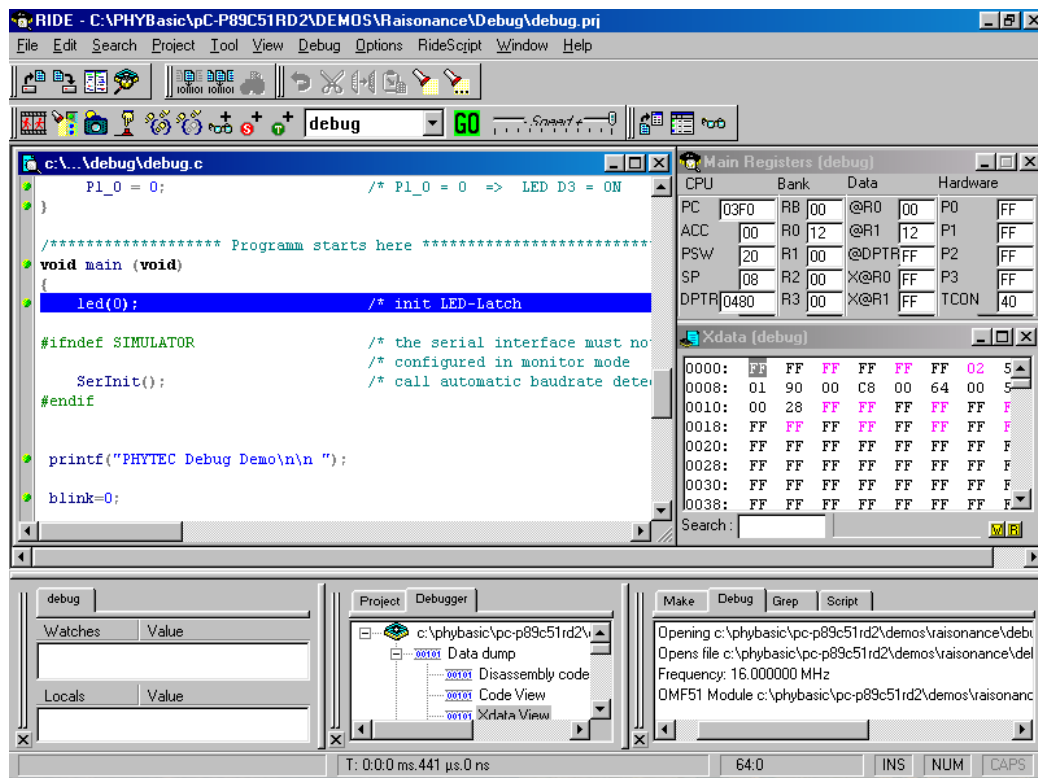 RIDE - C:\PHYBasic\pC-P89C51RD2\DEMOS\Raisonance\Debug\debug.prj
File Edit Search Project Tool View Debug Options RideScript Window Help
debug GO - Speed +
c:\...\debug\debug.c
P1_0 = 0; /* P1_0 = 0 => LED D3 = ON
}
/******************* Programm starts here **************************
void main (void)
{
led(0); /* init LED-Latch
#ifndef SIMULATOR /* the serial interface must no
/* configured in monitor mode
SerInit(); /* call automatic baudrate dete
#endif
printf("PHYTEC Debug Demo\n\n ");
blink=0;
Main Registers (debug)
CPU Bank Data Hardware
PC 03F0 RB 00 @R0 00 P0 FF
ACC 00 R0 12 @R1 12 P1 FF
PSW 20 R1 00 @DPTR FF P2 FF
SP 08 R2 00 X@R0 FF P3 FF
DPTR 0480 R3 00 X@R1 FF TCON 40
Xdata (debug)
0000: FF FF FF FF FF FF 02 5
0008: 01 90 00 C8 00 64 00 5
0010: 00 28 FF FF FF FF FF F
0018: FF FF FF FF FF FF FF F
0020: FF FF FF FF FF FF FF F
0028: FF FF FF FF FF FF FF F
0030: FF FF FF FF FF FF FF F
0038: FF FF FF FF FF FF FF F
Search : W R
debug
Watches Value
Locals Value
Project Debugger
c:\phybasic\pc-p89c51rd2\
Data dump
Disassembly code
Code View
Xdata View
Make Debug Grep Script
Opening c:\phybasic\pc-p89c51rd2\demos\raisonance\debu
Opens file c:\phybasic\pc-p89c51rd2\demos\raisonance\de
Frequency: 16.000000 MHz
OMF51 Module c:\phybasic\pc-p89c51rd2\demos\raisonanc
T: 0:0:0 ms.441 µs.0 ns 64:0 INS NUM CAPS